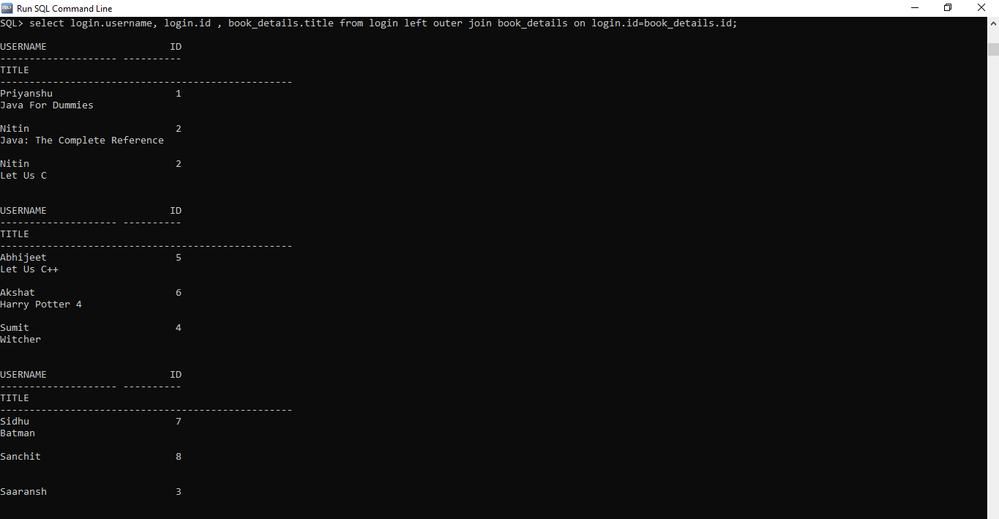 Run SQL Command Line
SQL> select login.username, login.id , book_details.title from login left outer join book_details on login.id=book_details.id;
USERNAME                     ID
-------------------- ----------
TITLE
--------------------------------------------------
Priyanshu                     1
Java For Dummies
Nitin                         2
Java: The Complete Reference
Nitin                         2
Let Us C
USERNAME                     ID
-------------------- ----------
TITLE
--------------------------------------------------
Abhijeet                      5
Let Us C++
Akshat                        6
Harry Potter 4
Sumit                         4
Witcher
USERNAME                     ID
-------------------- ----------
TITLE
--------------------------------------------------
Sidhu                         7
Batman
Sanchit                       8
Saaransh                      3